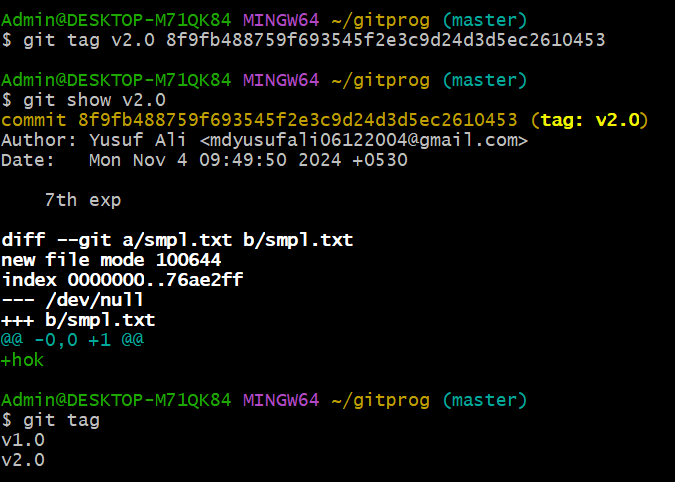 Admin@DESKTOP-M71QK84 MINGW64 ~/gitprog (master)
$ git tag v2.0 8f9fb488759f693545f2e3c9d24d3d5ec2610453
Admin@DESKTOP-M71QK84 MINGW64 ~/gitprog (master)
$ git show v2.0
commit 8f9fb488759f693545f2e3c9d24d3d5ec2610453 (tag: v2.0)
Author: Yusuf Ali <mdyusufali06122004@gmail.com>
Date:   Mon Nov 4 09:49:50 2024 +0530
    7th exp
diff --git a/smpl.txt b/smpl.txt
new file mode 100644
index 0000000..76ae2ff
--- /dev/null
+++ b/smpl.txt
@@ -0,0 +1 @@
+hok
Admin@DESKTOP-M71QK84 MINGW64 ~/gitprog (master)
$ git tag
v1.0
v2.0